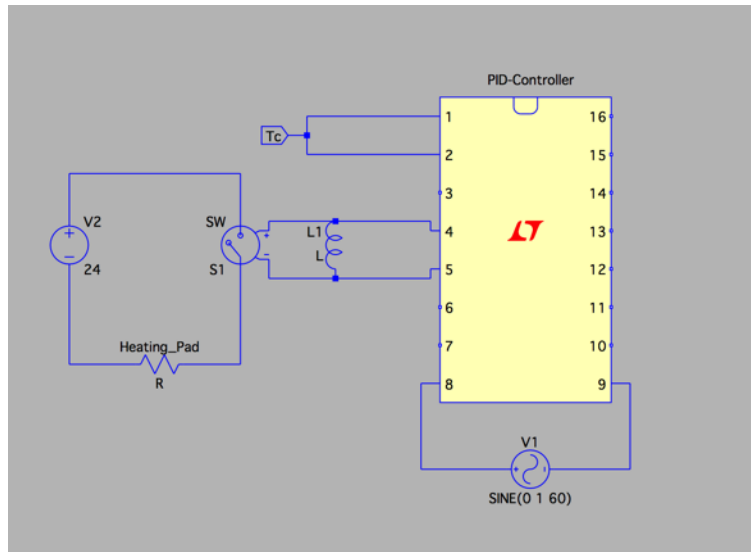 PID-Controller
1
16
Tc
2
15
3
14
V2
SW
L1
4
13
+
+
-
-
L
24
S1
5
12
6
11
Heating_Pad
7
10
R
8
9
V1
+
-
SINE(0 1 60)